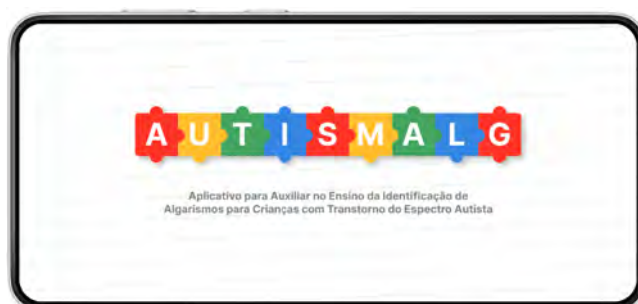 AUTISMALG
Aplicativo para Auxiliar no Ensino da Identificação de
Algarismos para Crianças com Transtorno do Espectro Autista